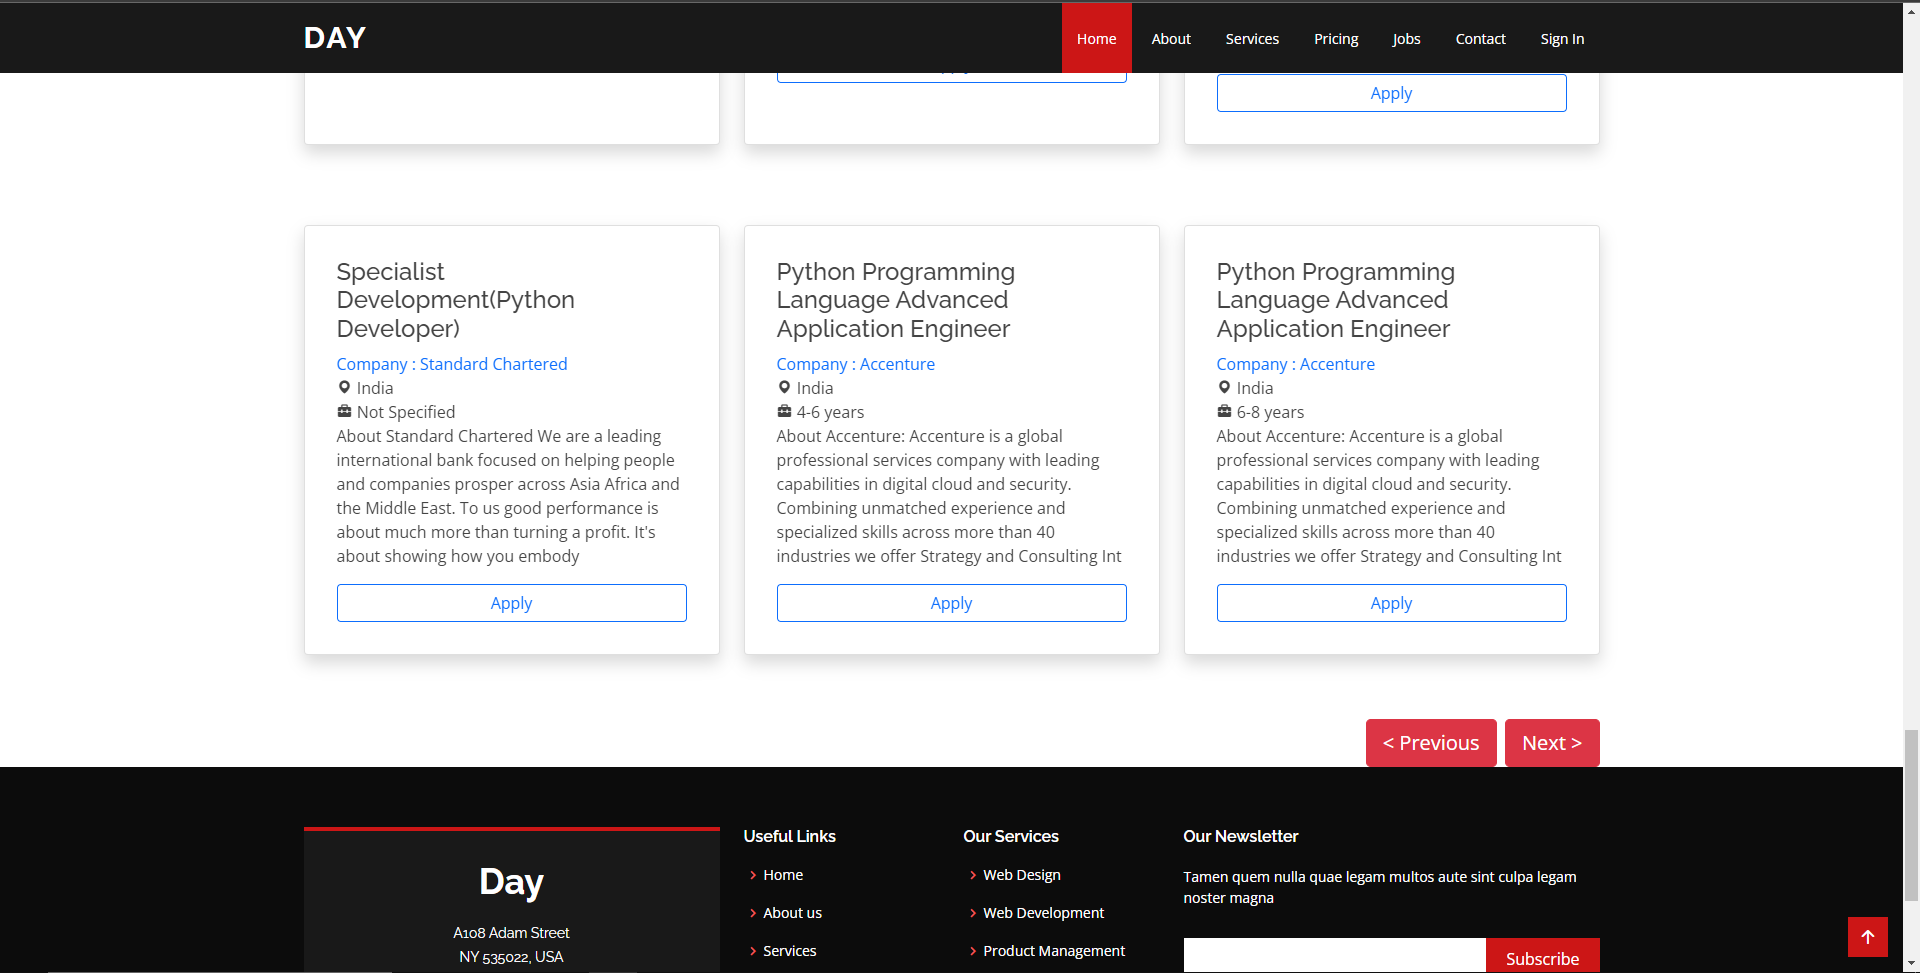 DAY
Home
About
Services
Pricing
Jobs
Contact
Sign In
Apply
Specialist
Development(Python
Developer)
Company : Standard Chartered
India
Not Specified
About Standard Chartered We are a leading
international bank focused on helping people
and companies prosper across Asia Africa and
the Middle East. To us good performance is
about much more than turning a profit. It's
about showing how you embody
Apply
Python Programming
Language Advanced
Application Engineer
Company : Accenture
India
4-6 years
About Accenture: Accenture is a global
professional services company with leading
capabilities in digital cloud and security.
Combining unmatched experience and
specialized skills across more than 40
industries we offer Strategy and Consulting Int
Apply
Python Programming
Language Advanced
Application Engineer
Company : Accenture
India
6-8 years
About Accenture: Accenture is a global
professional services company with leading
capabilities in digital cloud and security.
Combining unmatched experience and
specialized skills across more than 40
industries we offer Strategy and Consulting Int
Apply
< Previous
Next >
Day
A108 Adam Street
NY 535022, USA
Useful Links
Home
About us
Services
Our Services
Web Design
Web Development
Product Management
Our Newsletter
Tamen quem nulla quae legam multos aute sint culpa legam
noster magna
Subscribe